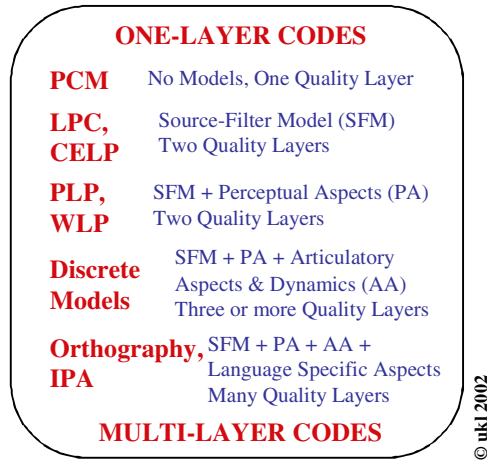 ONE-LAYER CODES
PCM No Models, One Quality Layer
LPC, Source-Filter Model (SFM)
CELP Two Quality Layers
PLP, SFM + Perceptual Aspects (PA)
WLP Two Quality Layers
SFM + PA + Articulatory
Discrete Aspects & Dynamics (AA)
Models Three or more Quality Layers
Orthography, SFM + PA + AA +
IPA Language Specific Aspects
Many Quality Layers
MULTI-LAYER CODES
© ukl 2002